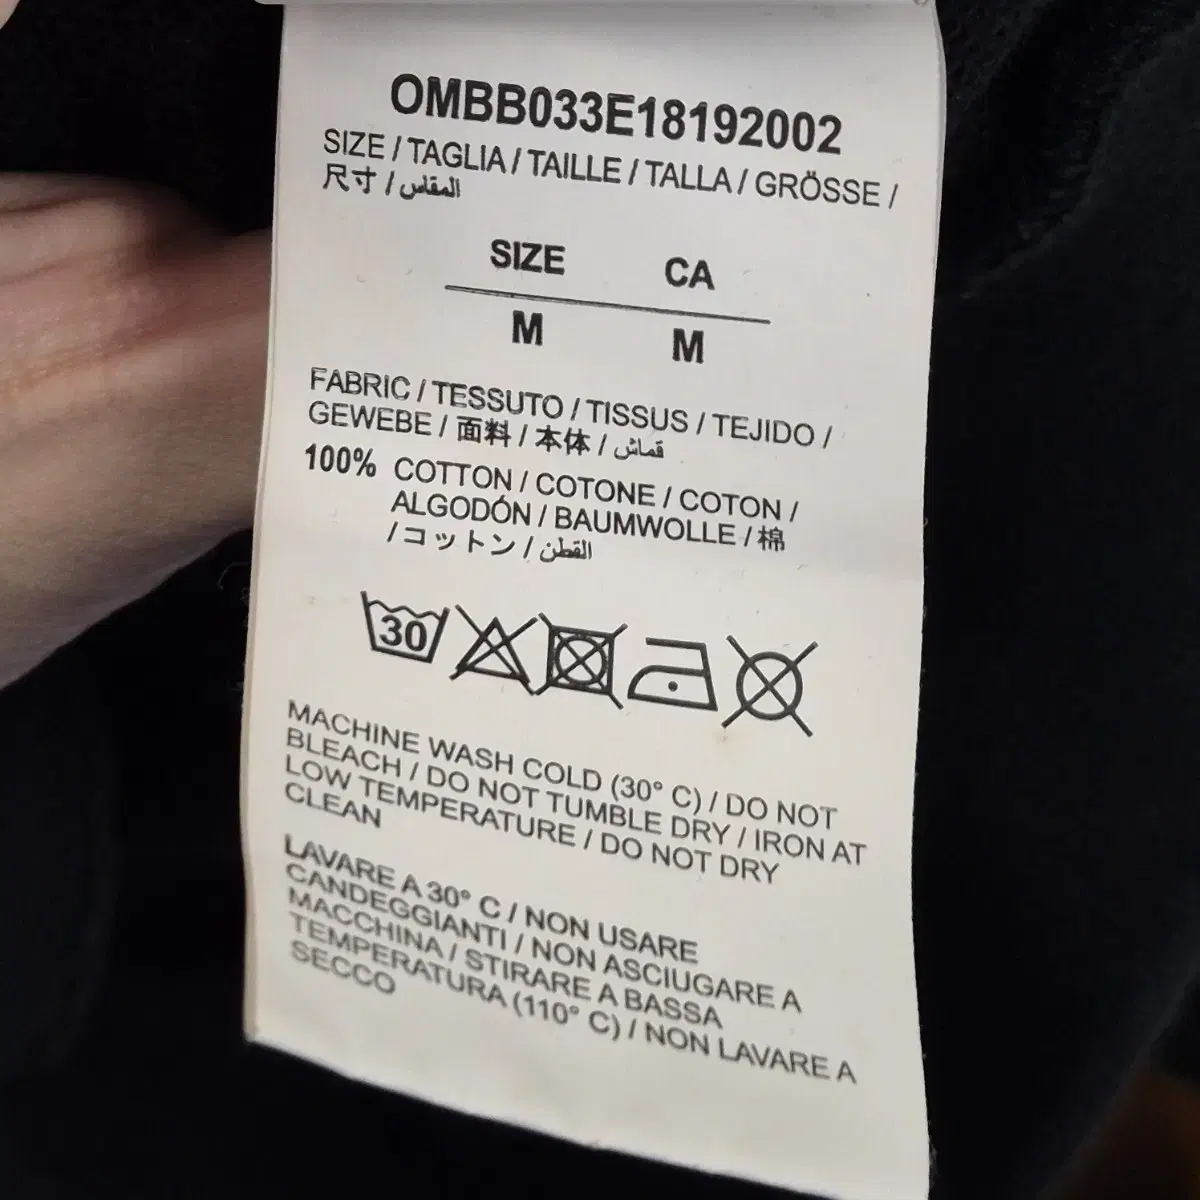 OMBB033E18192002
SIZE / TAGLIA / TAILLE / TALLA / GRÖSSE /
尺寸 / المقاس
SIZE CA
M M
FABRIC / TESSUTO / TISSUS / TEJIDO /
GEWEBE / 面料 / 本体 / قماش
100% COTTON / COTONE / COTON /
ALGODÓN / BAUMWOLLE / 棉
/ コットン / القطن
30
MACHINE WASH COLD (30° C) / DO NOT
BLEACH / DO NOT TUMBLE DRY / IRON AT
LOW TEMPERATURE / DO NOT DRY
CLEAN
LAVARE A 30° C / NON USARE
CANDEGGIANTI / NON ASCIUGARE A
MACCHINA / STIRARE A BASSA
TEMPERATURA (110° C) / NON LAVARE A
SECCO